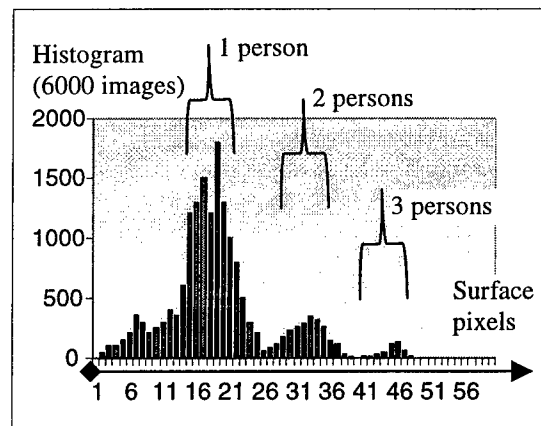 Histogram
(6000 images)
1 person
2 persons
3 persons
2000
1500
1000
500
0
Surface
pixels
1 6 11 16 21 26 31 36 41 46 51 56